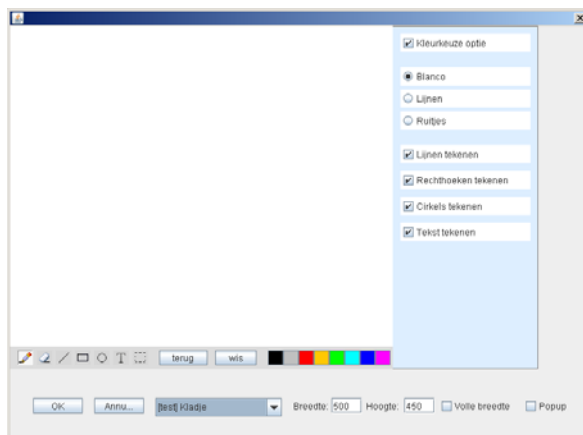 Kleurkeuze optie
Blanco
Lijnen
Ruitjes
Lijnen tekenen
Rechthoeken tekenen
Cirkels tekenen
Tekst tekenen
T terug wis
OK Annu... [test] Kladje Breedte: 500 Hoogte: 450 Volle breedte Popup